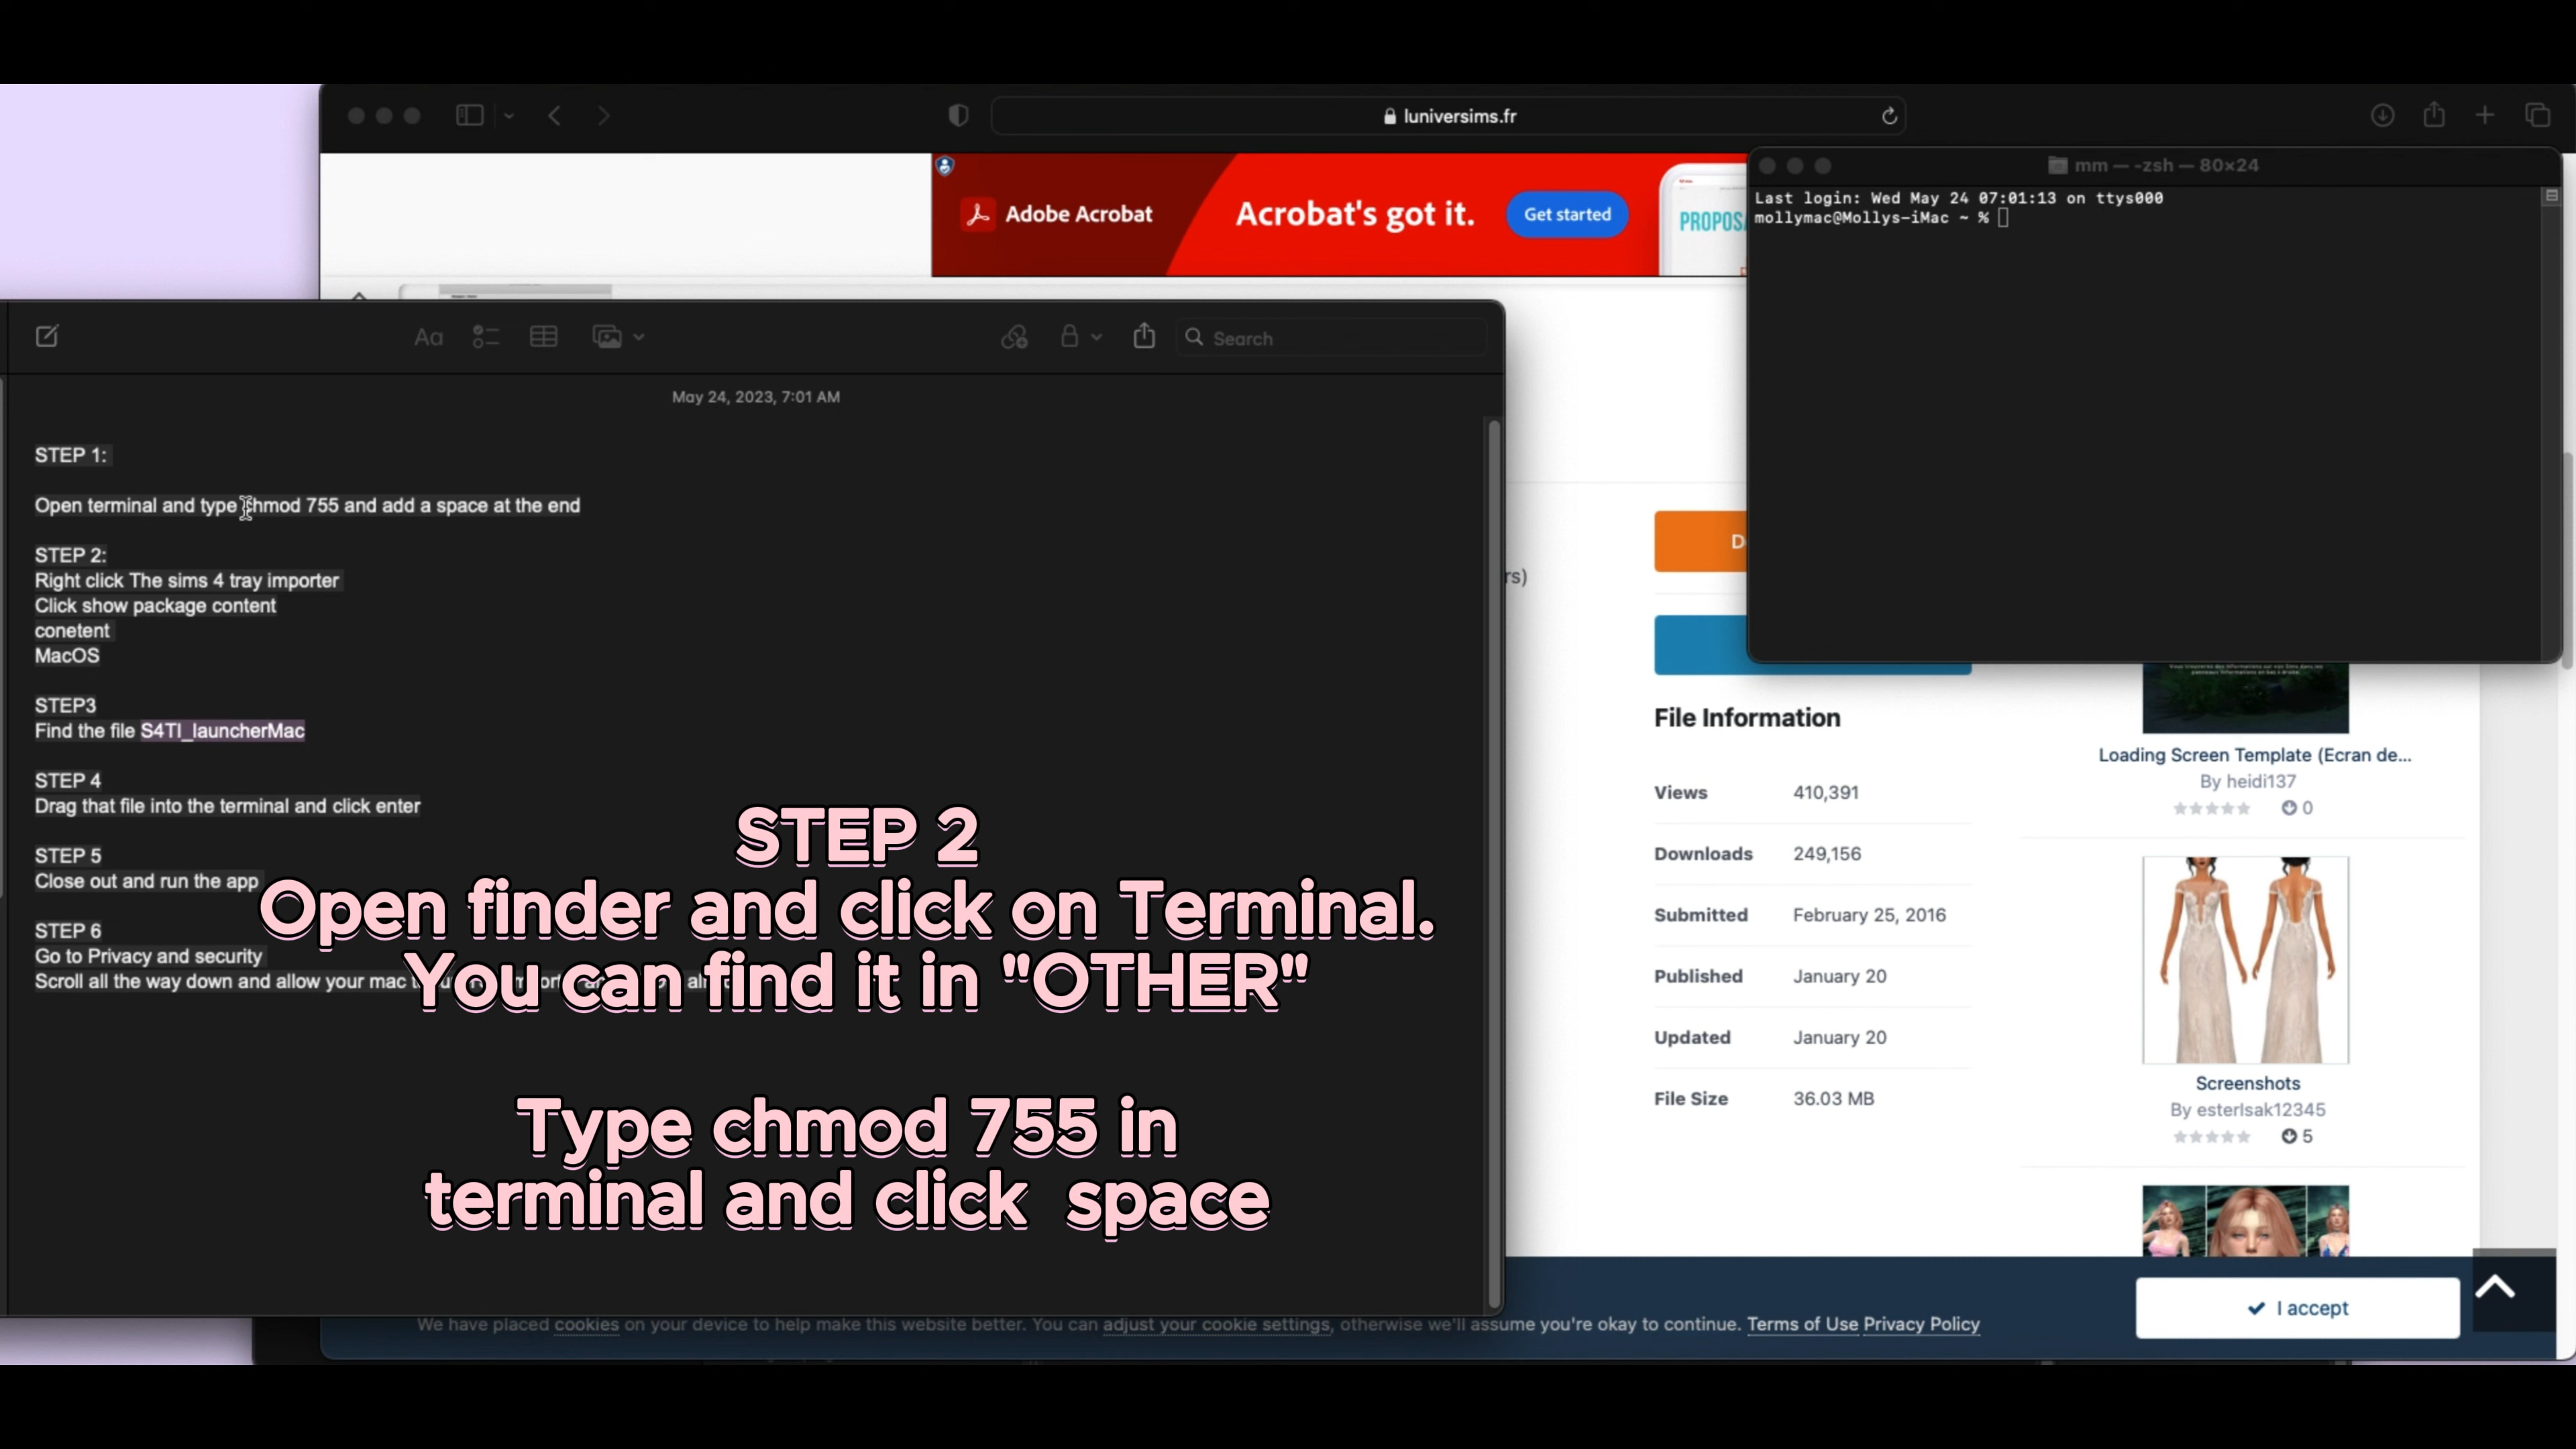 luniversims.fr
Adobe Acrobat
Acrobat's got it.
Get started
PROPOS
mm — -zsh — 80×24
Last login: Wed May 24 07:01:13 on ttys000
mollymac@Mollys-iMac ~ %
Aa
Search
May 24, 2023, 7:01 AM
STEP 1:
Open terminal and type chmod 755 and add a space at the end
STEP 2:
Right click The sims 4 tray importer
Click show package content
conetent
MacOS
STEP3
Find the file S4TI_launcherMac
STEP 4
Drag that file into the terminal and click enter
STEP 5
Close out and run the app
STEP 6
Go to Privacy and security
Scroll all the way down and allow your mac
STEP 2
Open finder and click on Terminal.
You can find it in "OTHER"
Type chmod 755 in
terminal and click space
rs)
D
File Information
Views 410,391
Downloads 249,156
Submitted February 25, 2016
Published January 20
Updated January 20
File Size 36.03 MB
Loading Screen Template (Ecran de...
By heidi137
0
Screenshots
By esterlsak12345
5
We have placed cookies on your device to help make this website better. You can adjust your cookie settings, otherwise we'll assume you're okay to continue. Terms of Use Privacy Policy
I accept